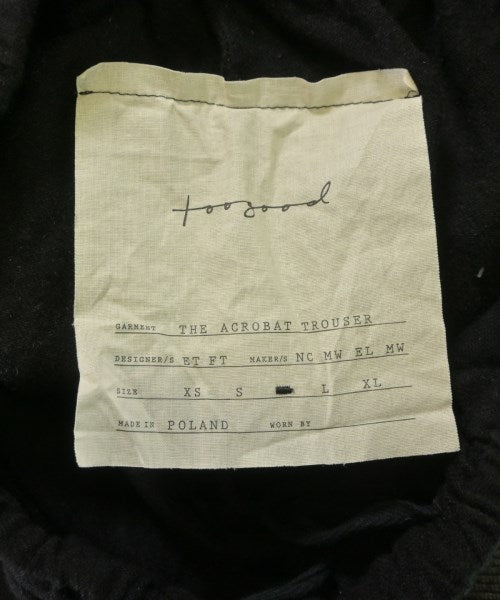 toogood
GARMENT THE ACROBAT TROUSER
DESIGNER/S ET FT MAKER/S NC MW EL MW
SIZE XS S L XL
MADE IN POLAND WORN BY